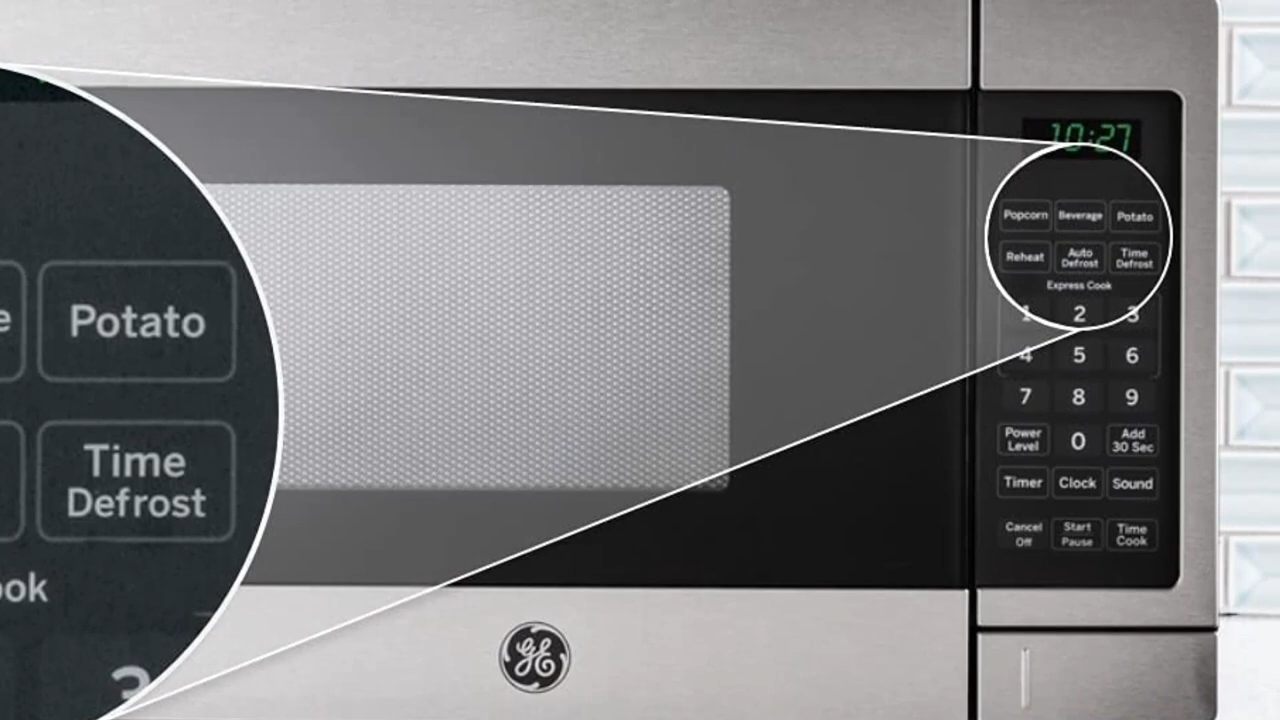 10:27
Popcorn Beverage Potato
Reheat Auto Defrost Time Defrost
Express Cook
1 2 3
4 5 6
7 8 9
Power Level 0 Add 30 Sec
Timer Clock Sound
Cancel Off Start Pause Time Cook
e Potato
Time
Defrost
ook
3
GE